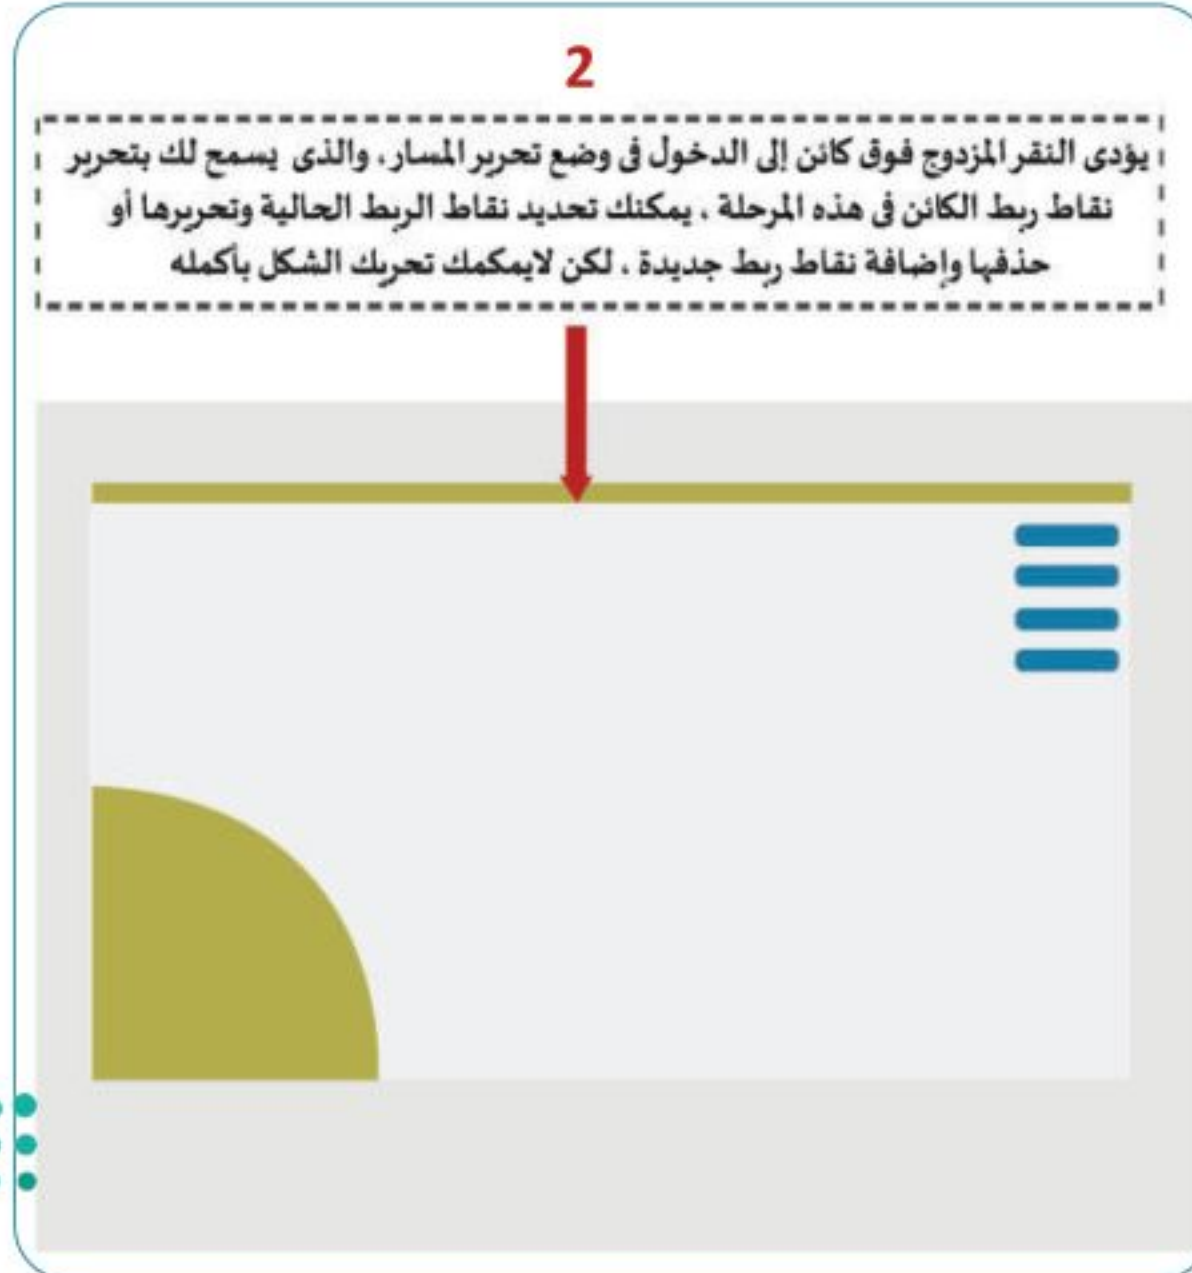 2
يؤدى النقر المزدوج فوق كائن إلى الدخول فى وضع تحرير المسار، والذى يسمح لك بتحرير
نقاط ربط الكائن فى هذه المرحلة ، يمكنك تحديد نقاط الربط الحالية وتحريرها أو
حذفها وإضافة نقاط ربط جديدة ، لكن لايمكمك تحريك الشكل بأكمله